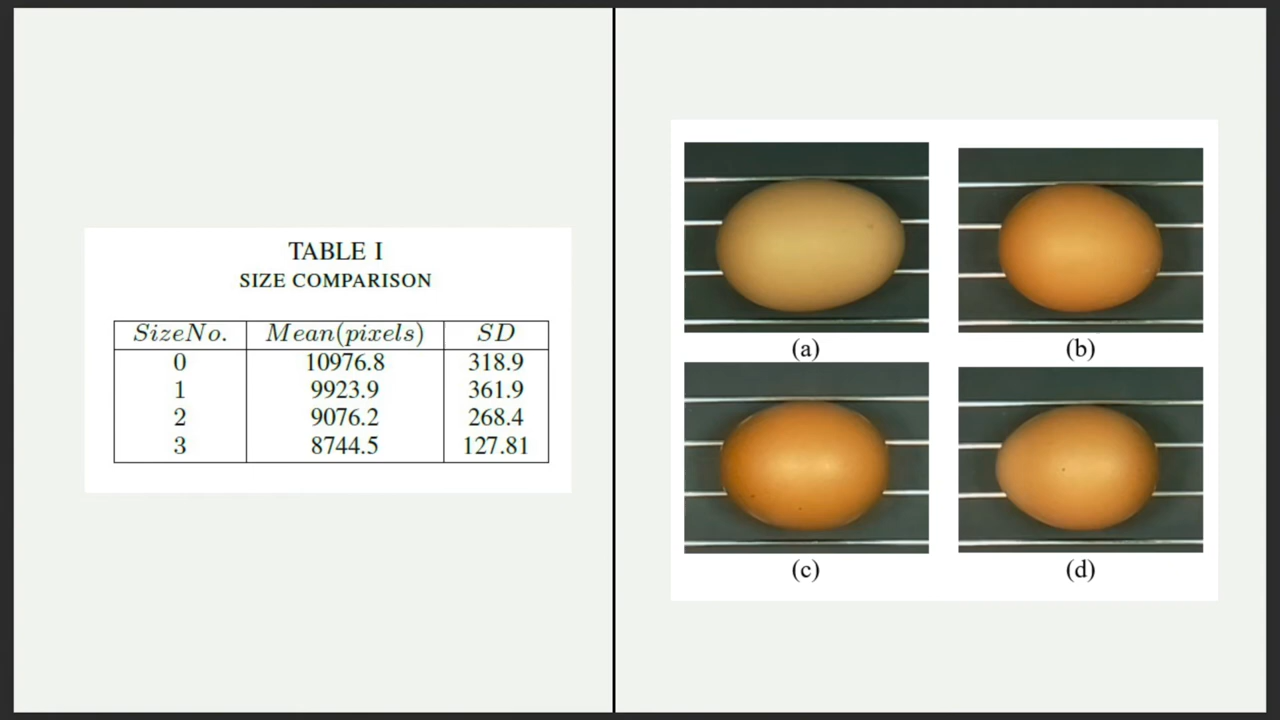 TABLE I
SIZE COMPARISON
SizeNo. Mean(pixels) SD
0 10976.8 318.9
1 9923.9 361.9
2 9076.2 268.4
3 8744.5 127.81
(a) (b)
(c) (d)